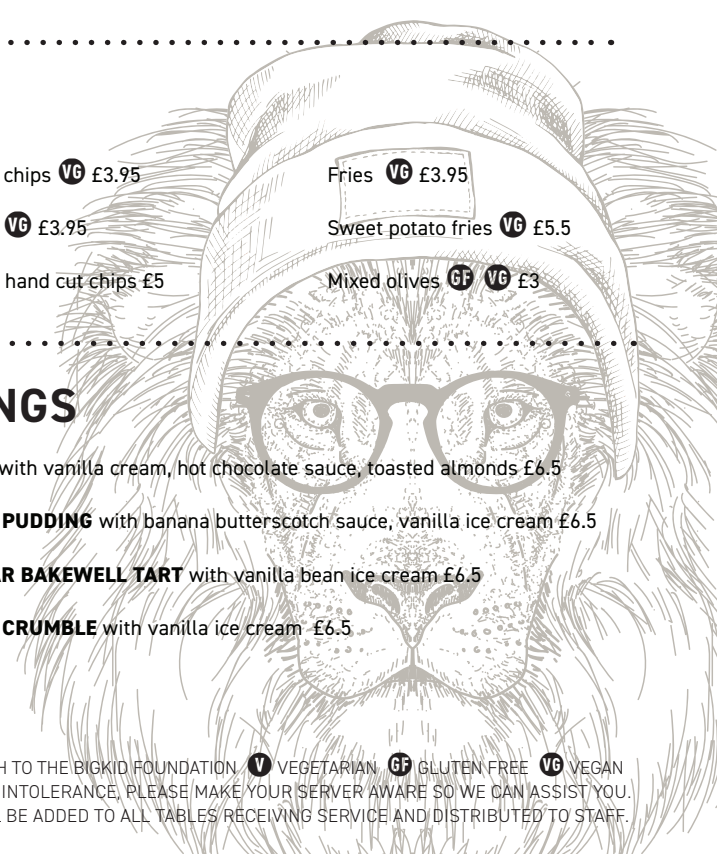 chips VG £3.95
VG £3.95
hand cut chips £5
Fries VG £3.95
Sweet potato fries VG £5.5
Mixed olives GF VG £3
NGS
with vanilla cream, hot chocolate sauce, toasted almonds £6.5
PUDDING with banana butterscotch sauce, vanilla ice cream £6.5
R BAKEWELL TART with vanilla bean ice cream £6.5
CRUMBLE with vanilla ice cream £6.5
H TO THE BIGKID FOUNDATION V VEGETARIAN GF GLUTEN FREE VG VEGAN
INTOLERANCE, PLEASE MAKE YOUR SERVER AWARE SO WE CAN ASSIST YOU.
BE ADDED TO ALL TABLES RECEIVING SERVICE AND DISTRIBUTED TO STAFF.